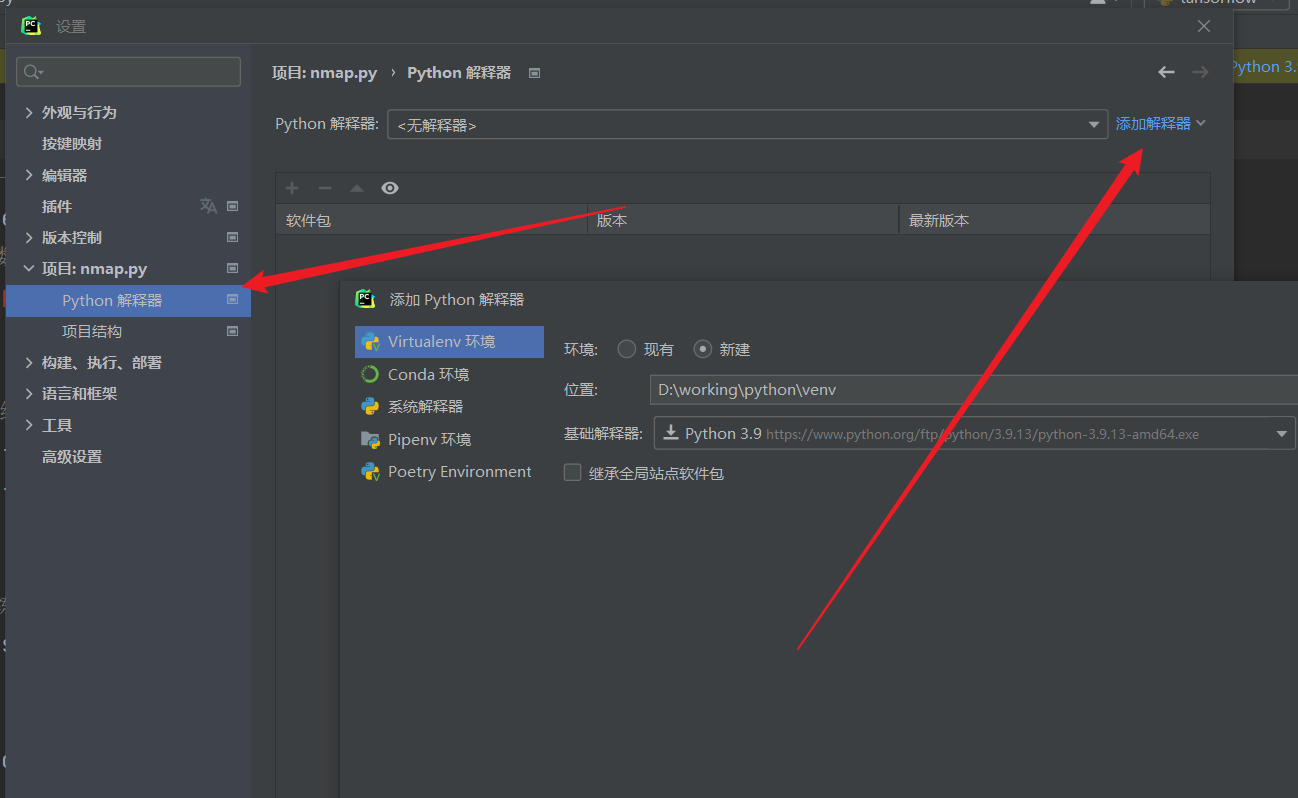 设置
项目: nmap.py › Python 解释器
Python 3.
Python 解释器: <无解释器> 添加解释器
外观与行为
按键映射
编辑器
插件
版本控制
项目: nmap.py
Python 解释器
项目结构
构建、执行、部署
语言和框架
工具
高级设置
软件包 版本 最新版本
添加 Python 解释器
Virtualenv 环境
Conda 环境
系统解释器
Pipenv 环境
Poetry Environment
环境: 现有 新建
位置: D:\working\python\venv
基础解释器: Python 3.9 https://www.python.org/ftp/python/3.9.13/python-3.9.13-amd64.exe
继承全局站点软件包